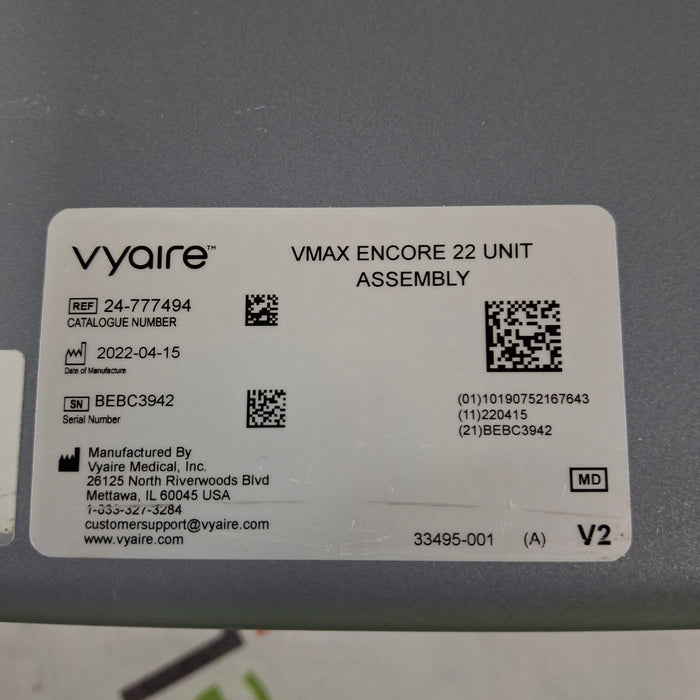 vyaire™
VMAX ENCORE 22 UNIT
ASSEMBLY
REF 24-777494
CATALOGUE NUMBER
2022-04-15
Date of Manufacture
SN BEBC3942
Serial Number
(01)10190752167643
(11)220415
(21)BEBC3942
Manufactured By
Vyaire Medical, Inc.
26125 North Riverwoods Blvd
Mettawa, IL 60045 USA
1-833-327-3284
customersupport@vyaire.com
www.vyaire.com
MD
33495-001 (A) V2